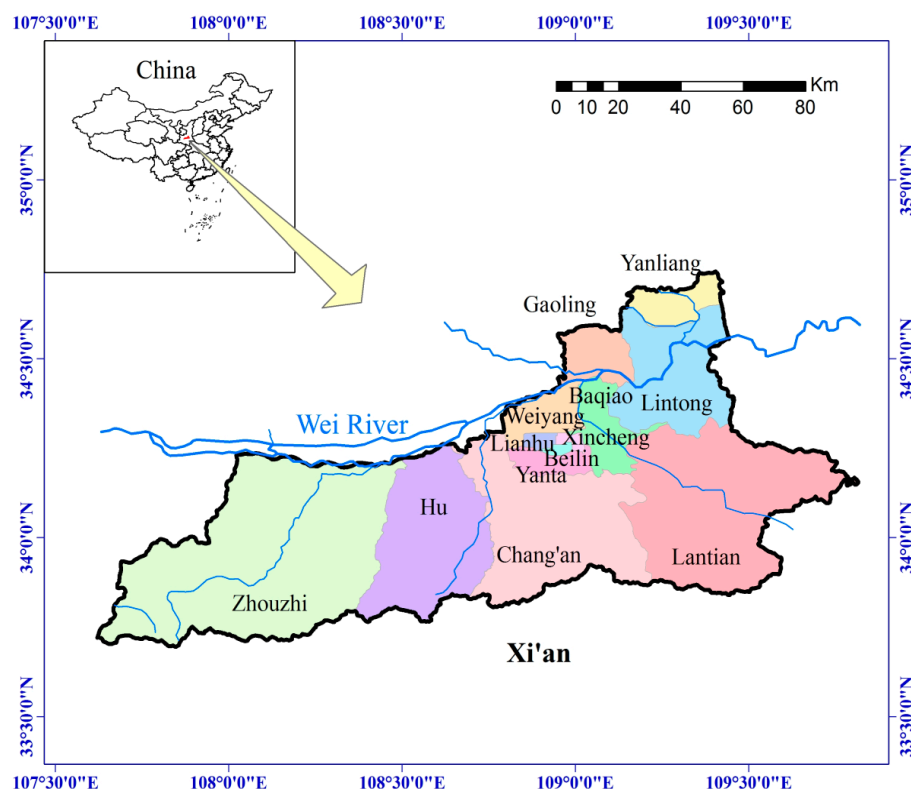 107°30'0"E 108°0'0"E 108°30'0"E 109°0'0"E 109°30'0"E
China
Km
0 5 10 20 40 60 80
35°0'0"N
35°0'0"N
Yanliang
Gaoling
34°30'0"N
34°30'0"N
Baqiao
Lintong
Weiyang
Wei River
Xincheng
Lianhu
Beilin
Yanta
Hu
34°0'0"N
34°0'0"N
Chang'an
Lantian
Zhouzhi
Xi'an
33°30'0"N
33°30'0"N
107°30'0"E 108°0'0"E 108°30'0"E 109°0'0"E 109°30'0"E